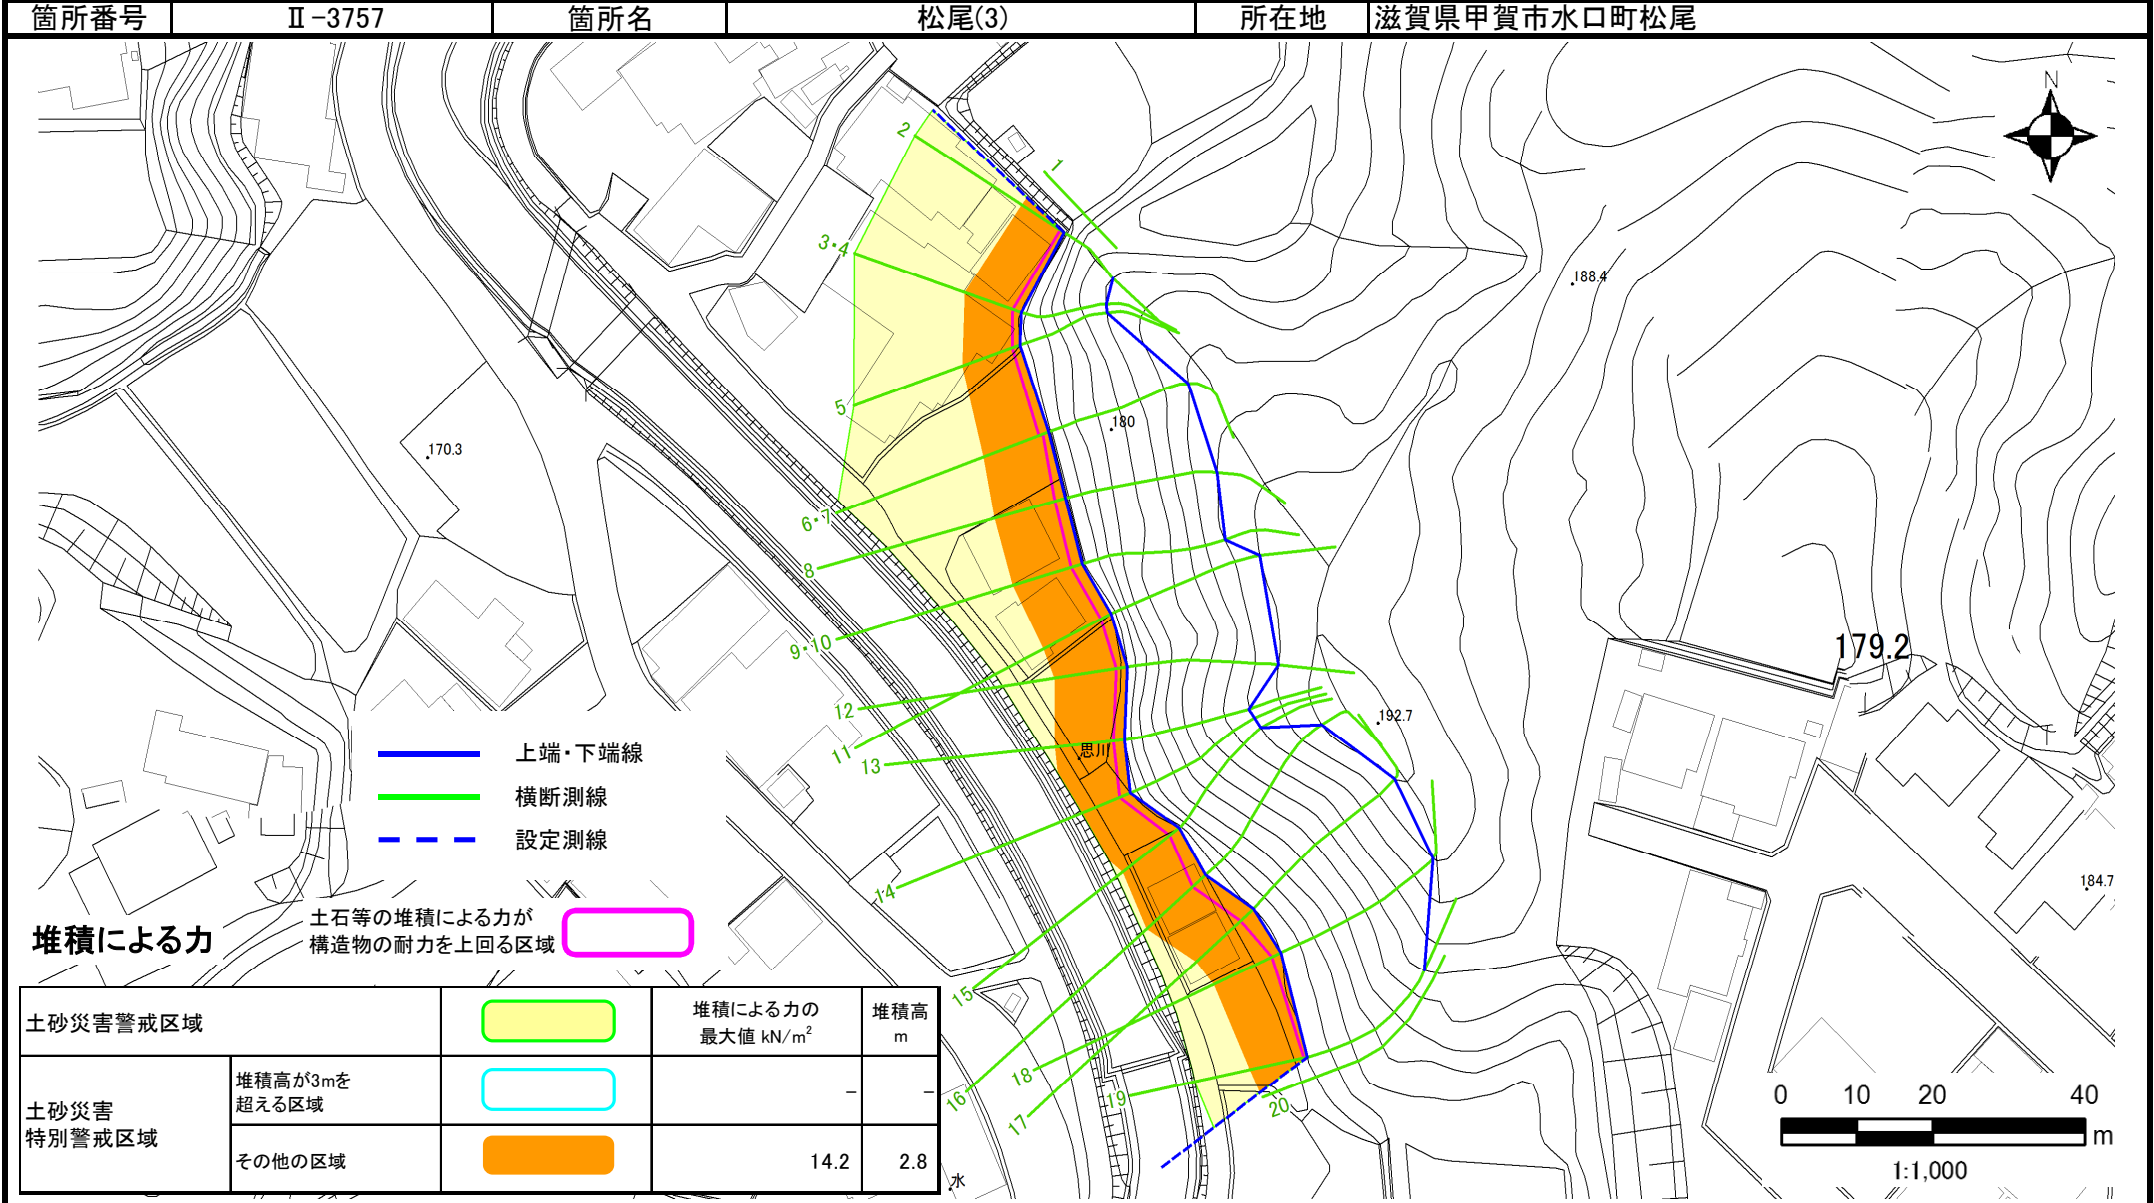 箇所番号 Ⅱ-3757 箇所名 松尾(3) 所在地 滋賀県甲賀市水口町松尾
N
1
2
3・4
5
6・7
8
9・10
12
11
13
14
15
16
17
18
19
20
188.4
180
170.3
179.2
192.7
184.7
思川
水
上端・下端線
横断測線
設定測線
堆積による力
土石等の堆積による力が
構造物の耐力を上回る区域
土砂災害警戒区域
堆積による力の
最大値 kN/m²
堆積高
m
土砂災害
特別警戒区域
堆積高が3mを
超える区域
- -
その他の区域
14.2 2.8
0 10 20 40
m
1:1,000